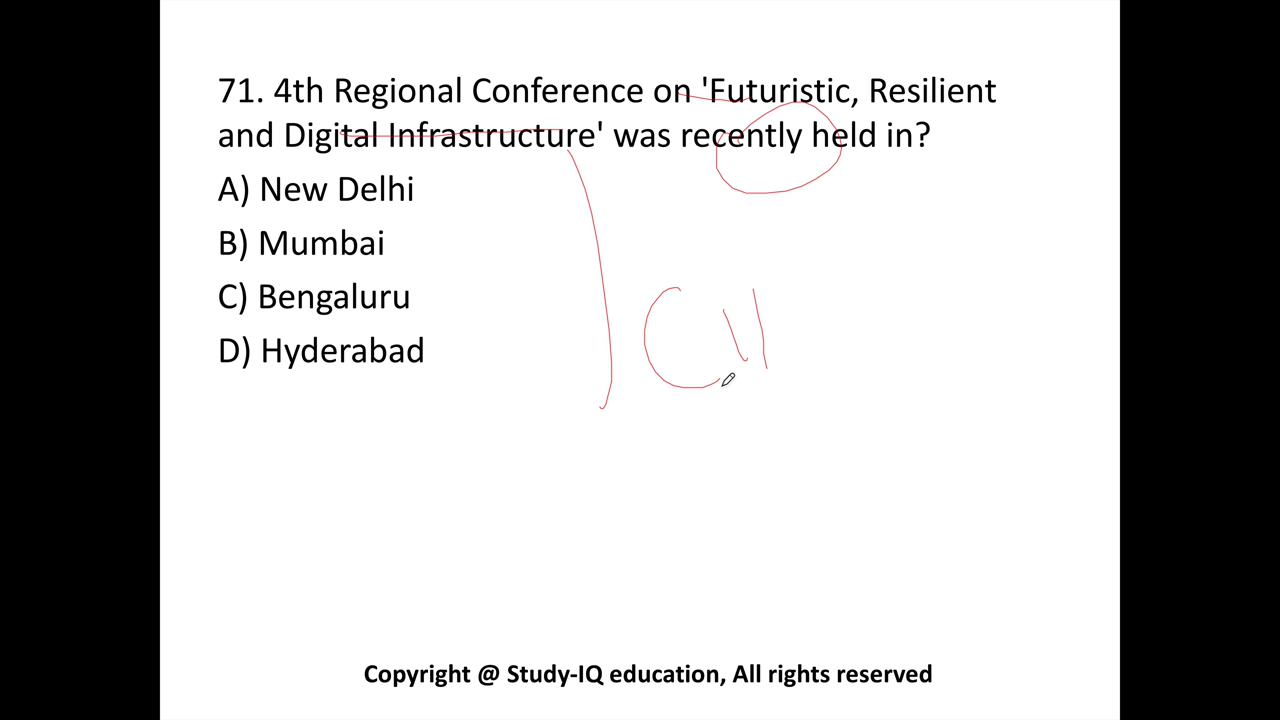 71. 4th Regional Conference on 'Futuristic, Resilient
and Digital Infrastructure' was recently held in?
A) New Delhi
B) Mumbai
C) Bengaluru
D) Hyderabad
Copyright @ Study-IQ education, All rights reserved